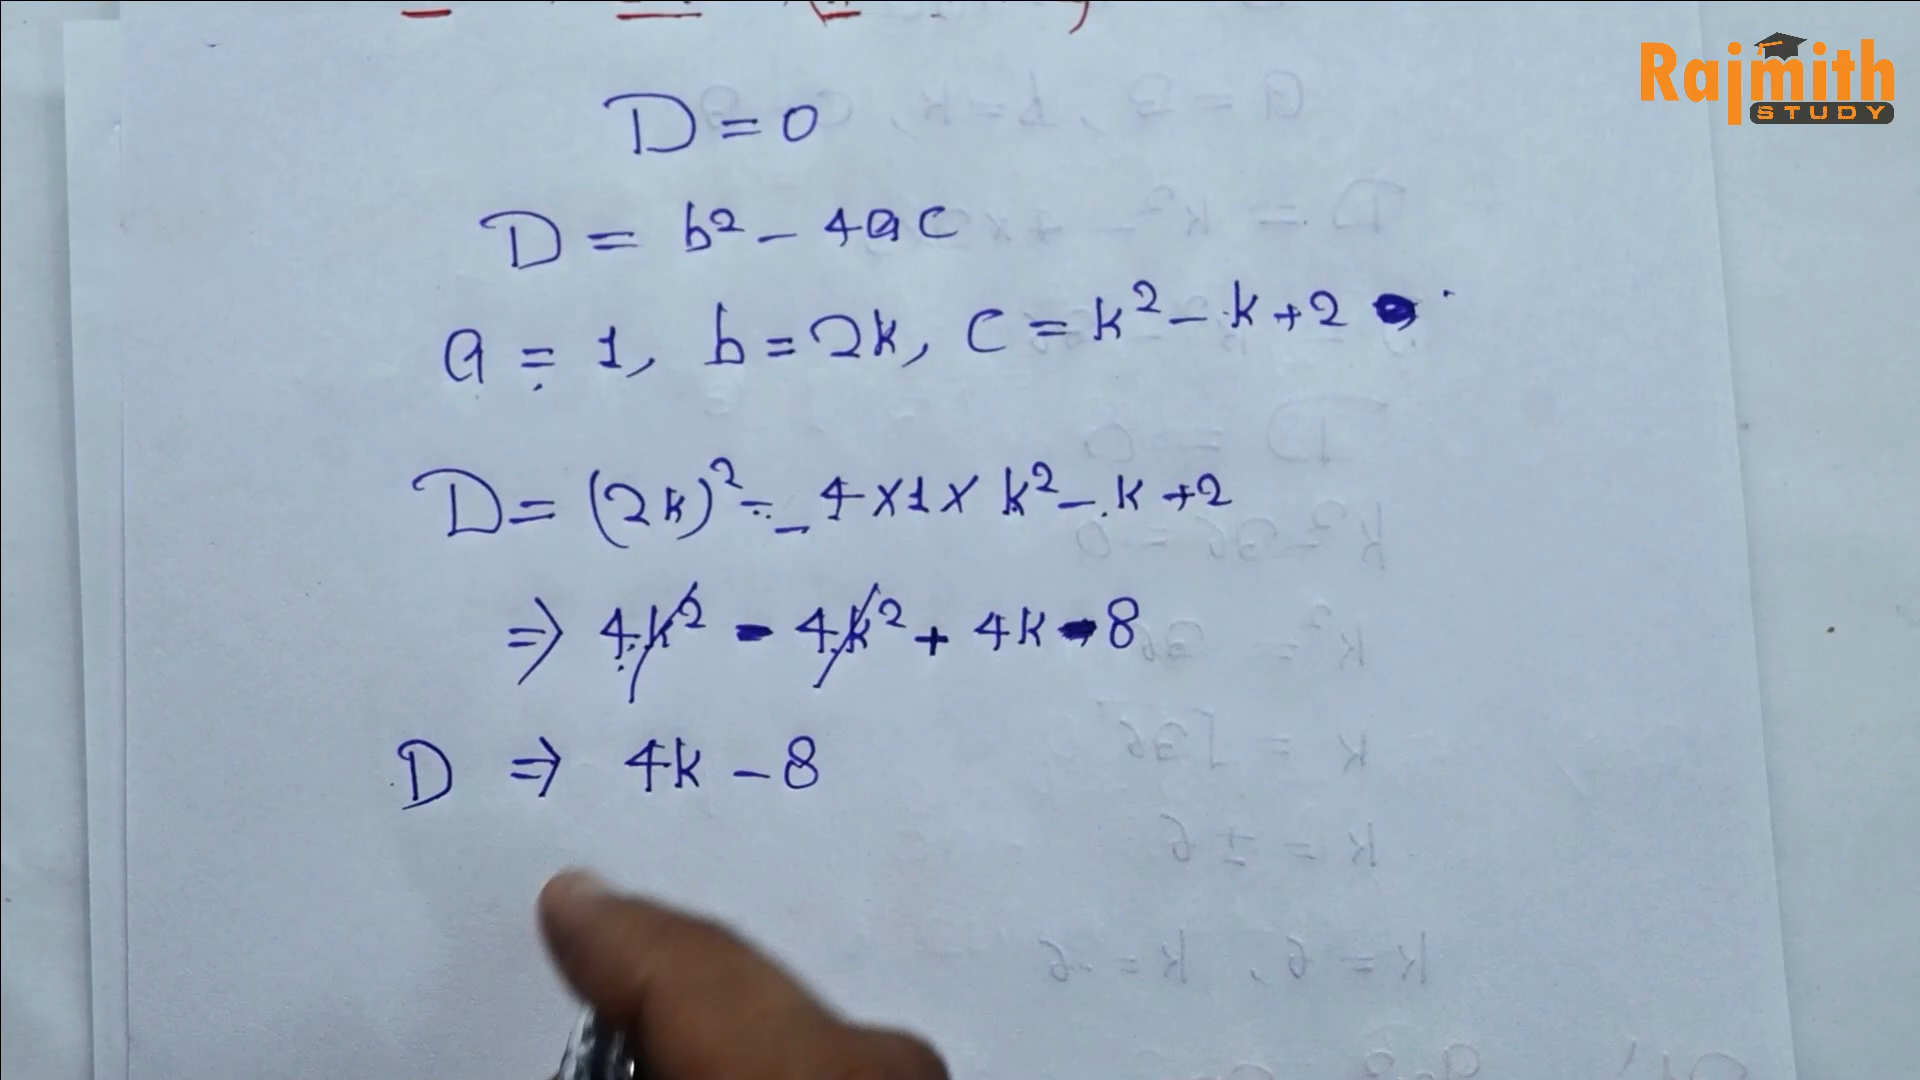 Rajmith
STUDY
D = 0
D = b² - 4ac
a = 1, b = 2k, c = k² - k + 2
D = (2k)² - 4 × 1 × k² - k + 2
⇒ 4k² - 4k² + 4k - 8
D ⇒ 4k - 8